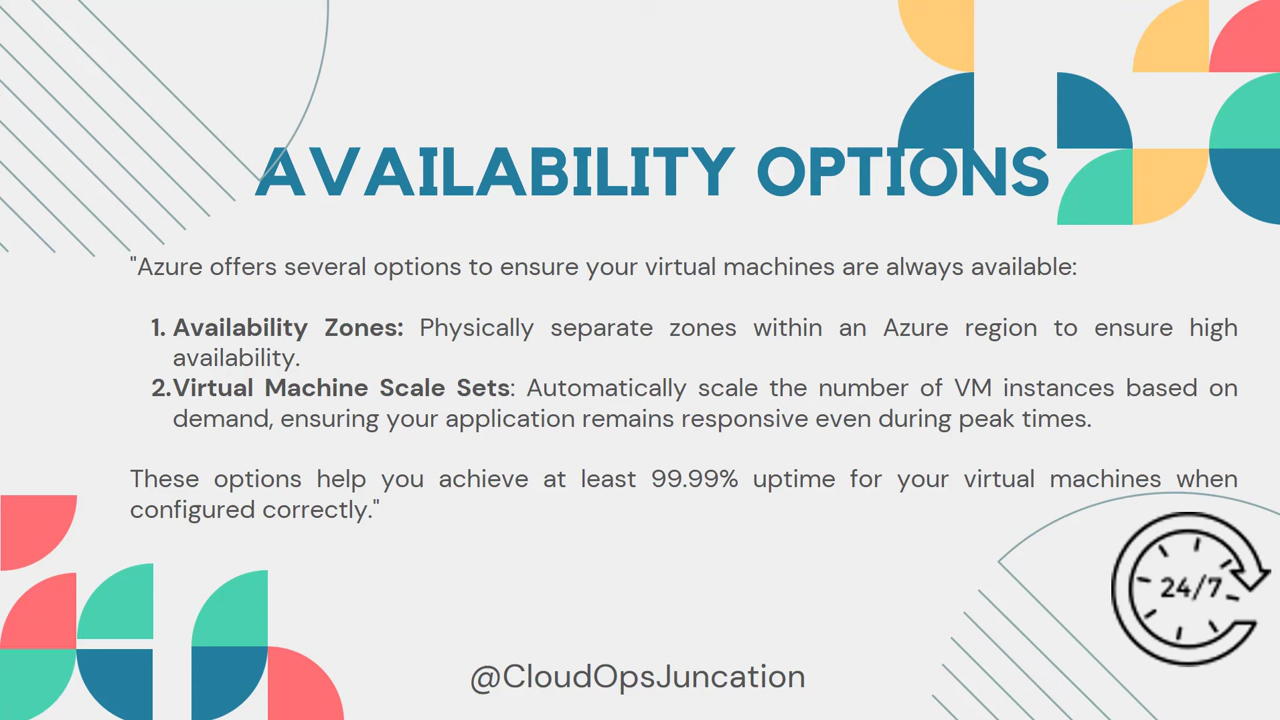 AVAILABILITY OPTIONS
"Azure offers several options to ensure your virtual machines are always available:
1. Availability Zones: Physically separate zones within an Azure region to ensure high
availability.
2.Virtual Machine Scale Sets: Automatically scale the number of VM instances based on
demand, ensuring your application remains responsive even during peak times.
These options help you achieve at least 99.99% uptime for your virtual machines when
configured correctly."
24/7
@CloudOpsJuncation